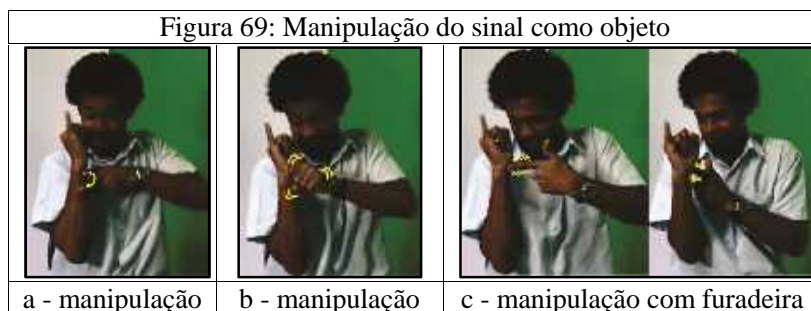 Figura 69: Manipulação do sinal como objeto
a - manipulação
b - manipulação
c - manipulação com furadeira